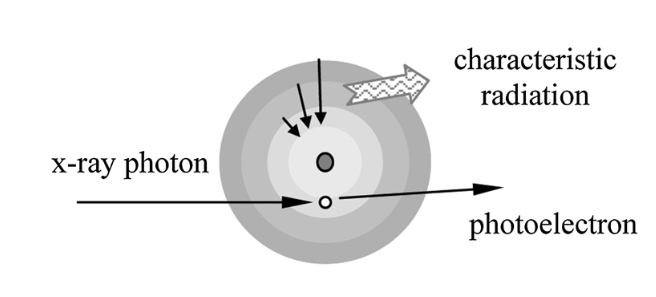 characteristic
radiation
x-ray photon
photoelectron